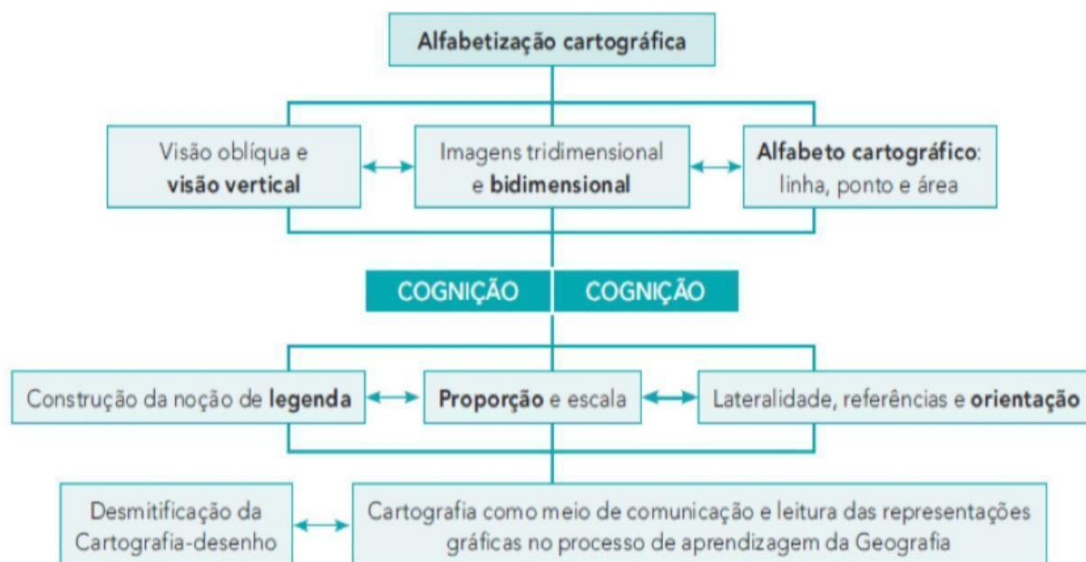 Alfabetização cartográfica
Visão oblíqua e
visão vertical
Imagens tridimensional
e bidimensional
Alfabeto cartográfico:
linha, ponto e área
COGNIÇÃO
COGNIÇÃO
Construção da noção de legenda
Proporção e escala
Lateralidade, referências e orientação
Desmitificação da
Cartografia-desenho
Cartografia como meio de comunicação e leitura das representações
gráficas no processo de aprendizagem da Geografia